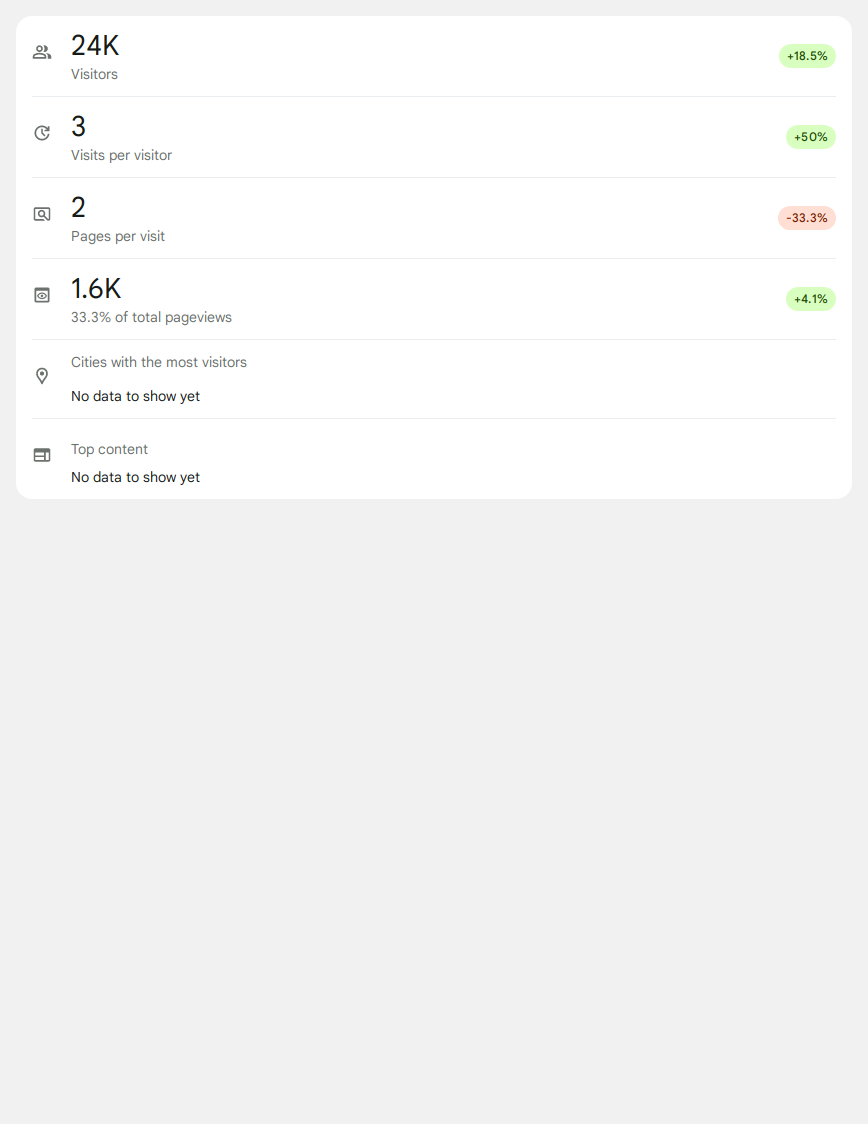 24K
Visitors
+18.5%
3
Visits per visitor
+50%
2
Pages per visit
-33.3%
1.6K
33.3% of total pageviews
+4.1%
Cities with the most visitors
No data to show yet
Top content
No data to show yet